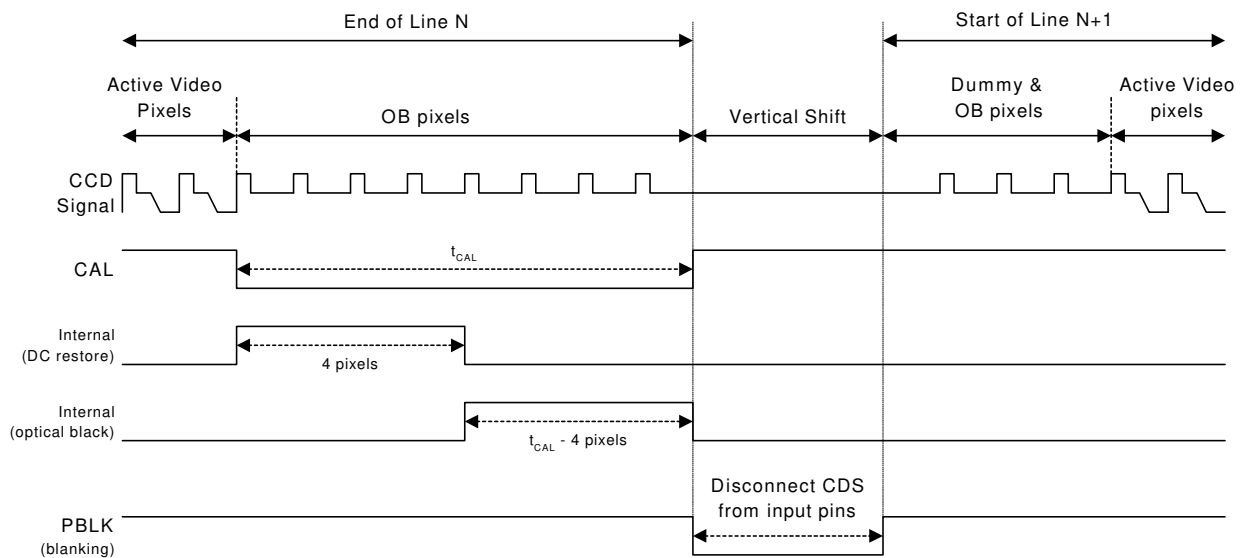 End of Line N
Start of Line N+1
Active Video
Pixels
OB pixels
Vertical Shift
Dummy &
OB pixels
Active Video
pixels
CCD
Signal
CAL
tCAL
Internal
(DC restore)
4 pixels
Internal
(optical black)
tCAL - 4 pixels
Disconnect CDS
from input pins
PBLK
(blanking)